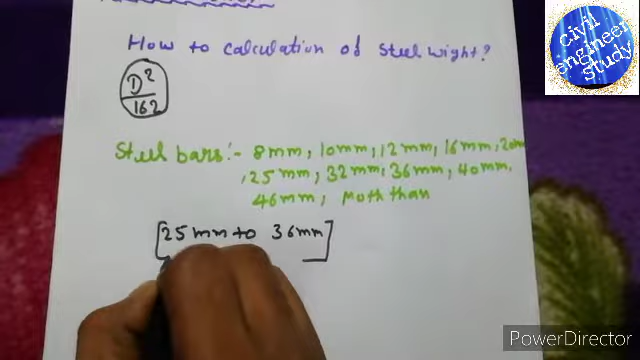 How to calculation of steel wight?
D²
162
Steel bars:- 8mm, 10mm, 12mm, 16mm, 20m
, 25mm, 32mm, 36mm, 40mm,
46mm, moth than
[25mm to 36mm]
civil
engineer
study
PowerDirector